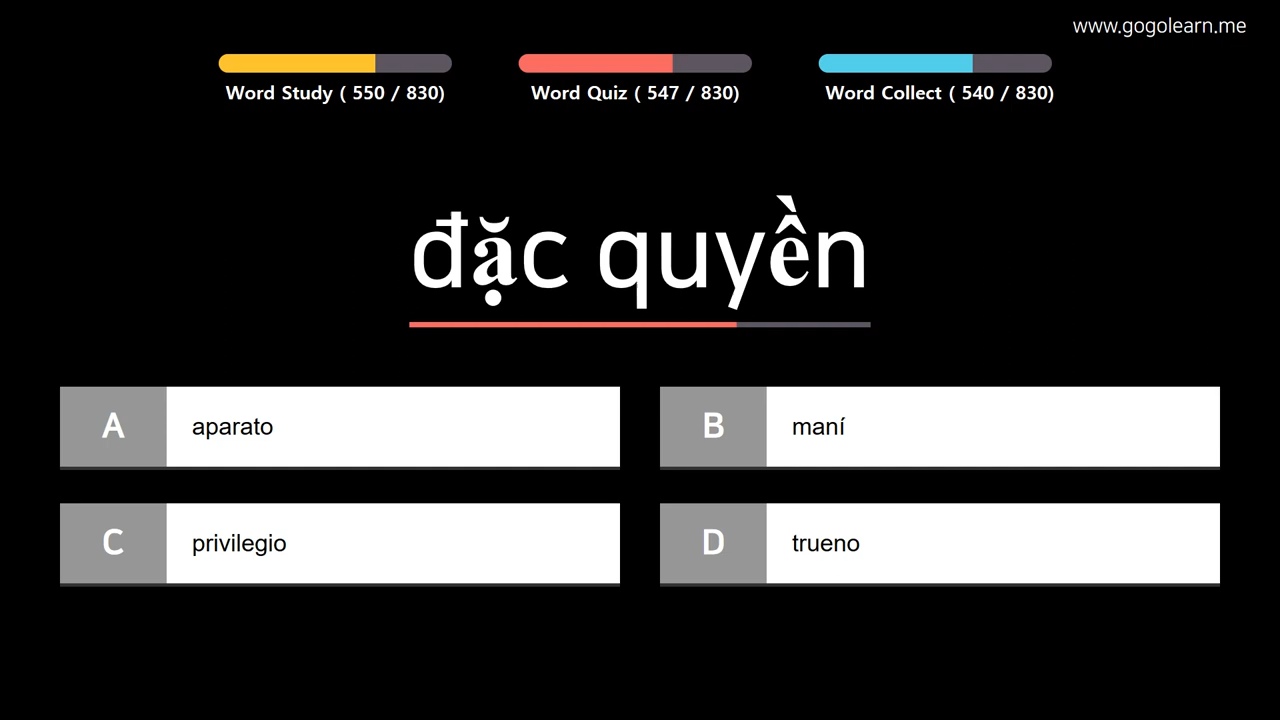 www.gogolearn.me
Word Study ( 550 / 830)
Word Quiz ( 547 / 830)
Word Collect ( 540 / 830)
đặc quyền
A aparato
B maní
C privilegio
D trueno